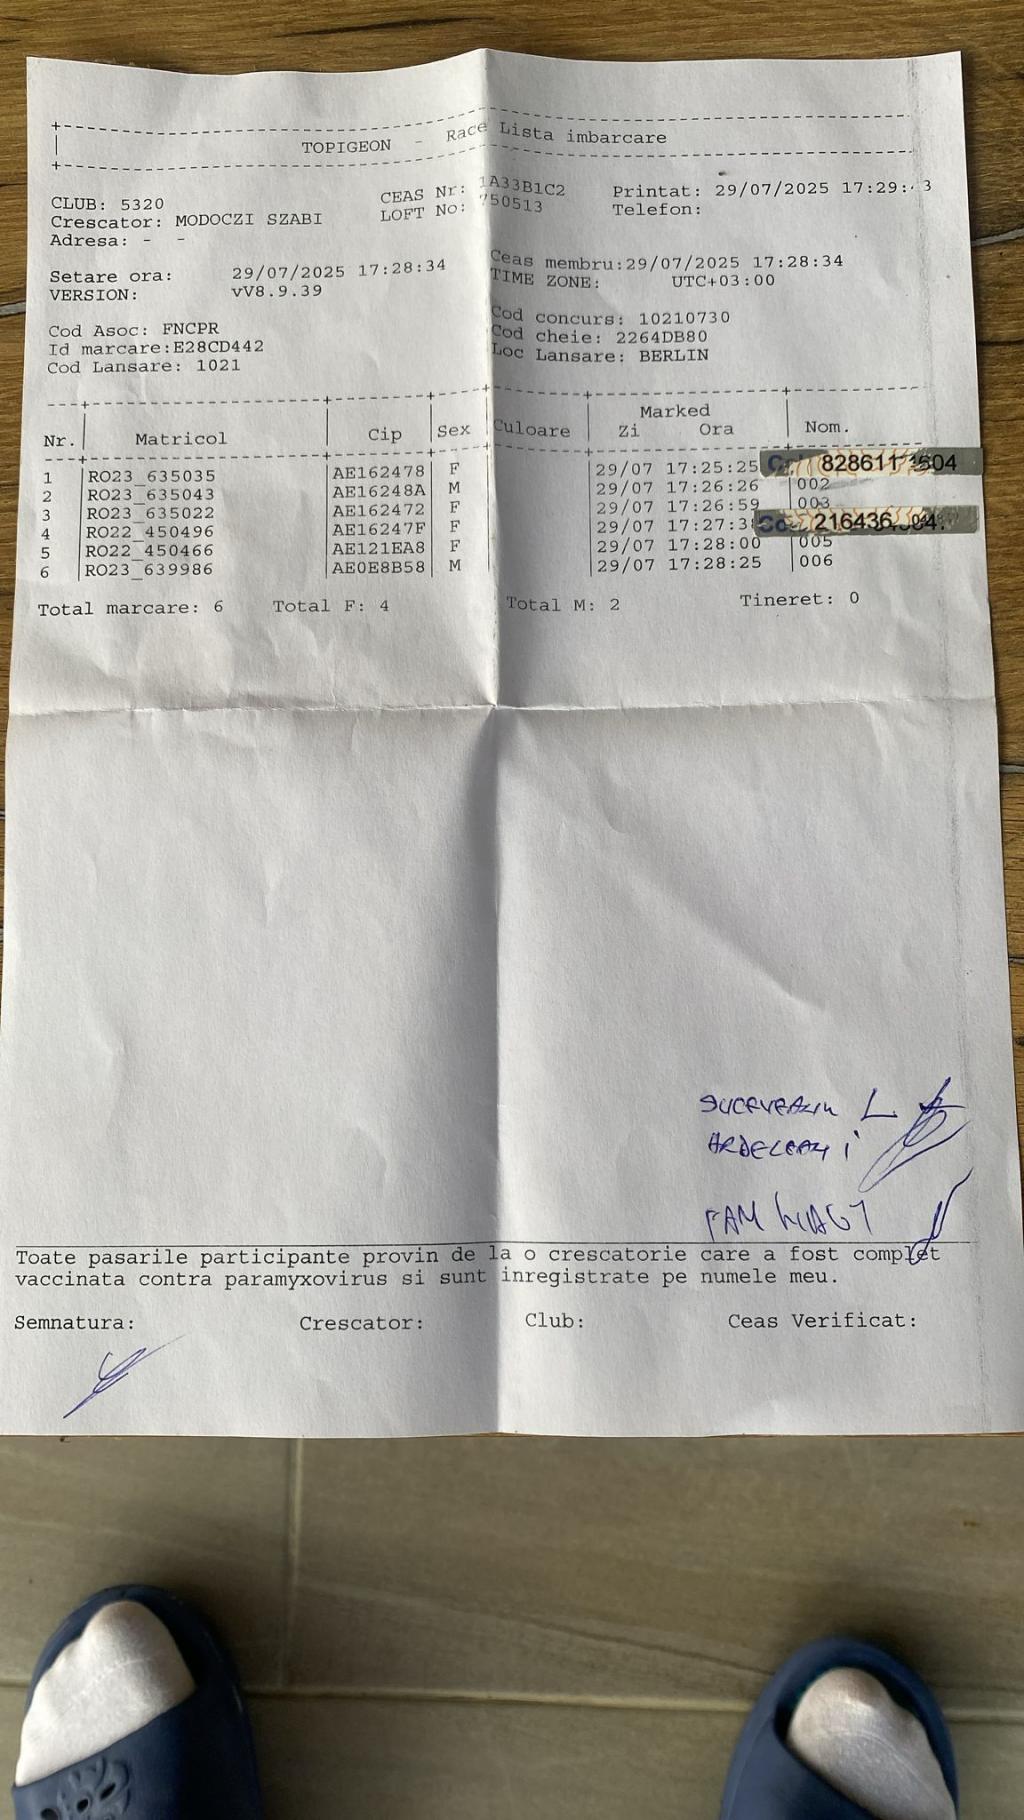 TOPIGEON - Race Lista imbarcare
CLUB: 5320 CEAS Nr: 1A33B1C2 Printat: 29/07/2025 17:29: 3
Crescator: MODOCZI SZABI LOFT No: 750513 Telefon:
Adresa: - -
Setare ora: 29/07/2025 17:28:34 Ceas membru:29/07/2025 17:28:34
VERSION: vV8.9.39 TIME ZONE: UTC+03:00
Cod Asoc: FNCPR Cod concurs: 10210730
Id marcare:E28CD442 Cod cheie: 2264DB80
Cod Lansare: 1021 Loc Lansare: BERLIN
Marked
Nr. Matricol Cip Sex Culoare Zi Ora Nom.
1 RO23_635035 AE162478 F 29/07 17:25:25 828611 604
2 RO23_635043 AE16248A M 29/07 17:26:26 002
3 RO23_635022 AE162472 F 29/07 17:26:59 003
4 RO22_450496 AE16247F F 29/07 17:27:3 216436
5 RO22_450466 AE121EA8 F 29/07 17:28:00 005
6 RO23_639986 AE0E8B58 M 29/07 17:28:25 006
Total marcare: 6 Total F: 4 Total M: 2 Tineret: 0
L
FAM
Toate pasarile participante provin de la o crescatorie care a fost complet
vaccinata contra paramyxovirus si sunt inregistrate pe numele meu.
Semnatura: Crescator: Club: Ceas Verificat: